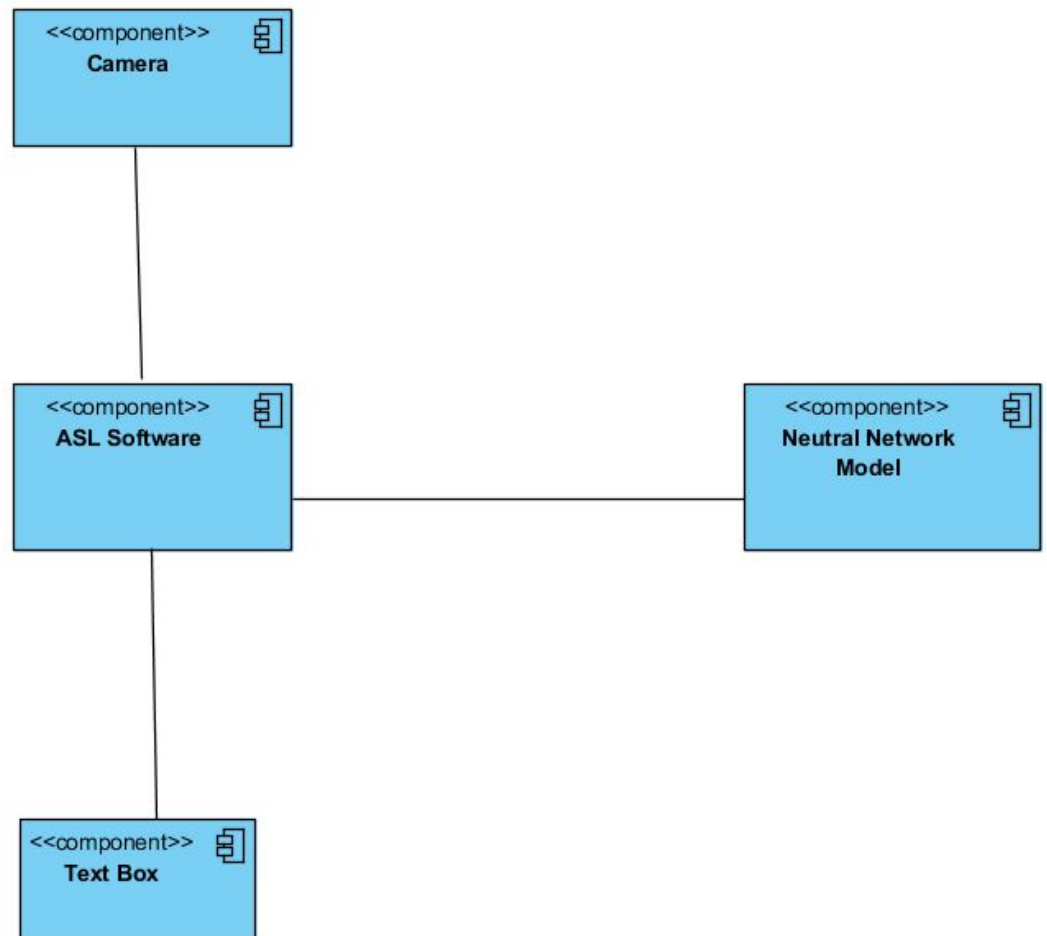 <<component>>
Camera
<<component>>
ASL Software
<<component>>
Neutral Network
Model
<<component>>
Text Box